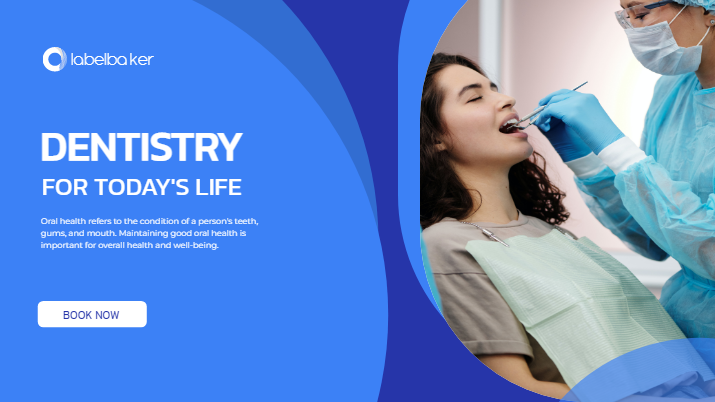 labelbaker
DENTISTRY
FOR TODAY'S LIFE
Oral health refers to the condition of a person's teeth,
gums, and mouth. Maintaining good oral health is
important for overall health and well-being.
BOOK NOW